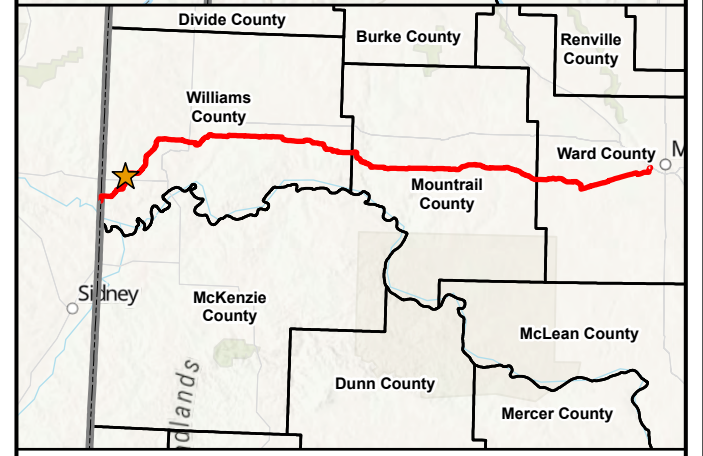 Divide County
Burke County
Renville
County
Williams
County
Ward County
M
Mountrail
County
Sidney
McKenzie
County
McLean County
dlands
Dunn County
Mercer County